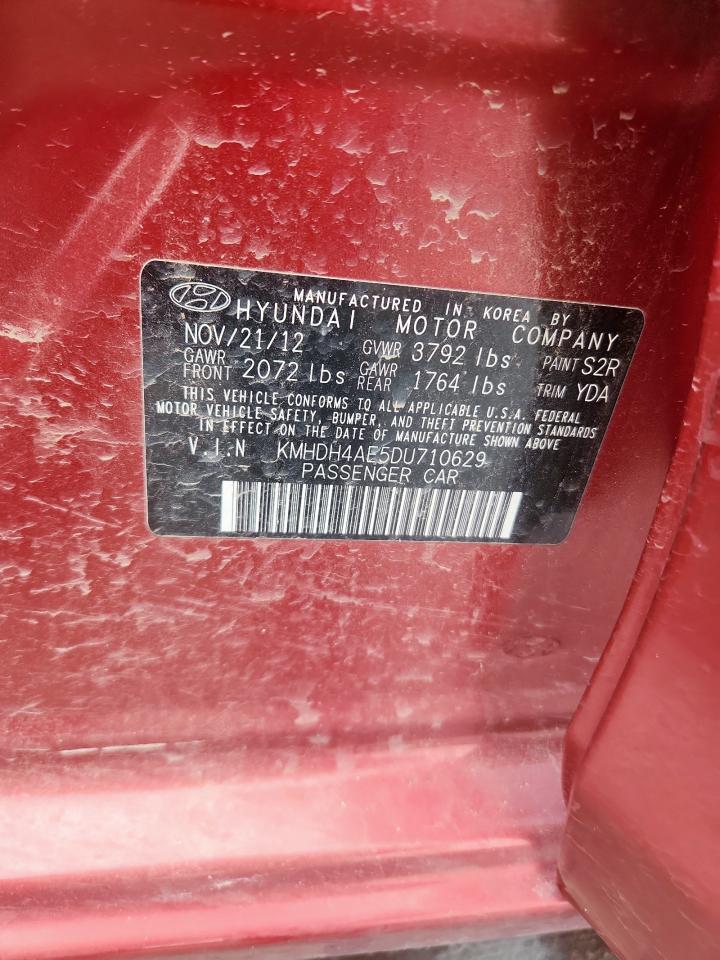 MANUFACTURED IN KOREA BY
HYUNDAI MOTOR COMPANY
NOV/21/12 GVWR 3792 lbs PAINT S2R
GAWR FRONT 2072 lbs GAWR REAR 1764 lbs TRIM YDA
THIS VEHICLE CONFORMS TO ALL APPLICABLE U.S.A. FEDERAL
MOTOR VEHICLE SAFETY, BUMPER, AND THEFT PREVENTION STANDARDS
IN EFFECT ON THE DATE OF MANUFACTURE SHOWN ABOVE
V.I.N KMHDH4AE5DU710629
PASSENGER CAR